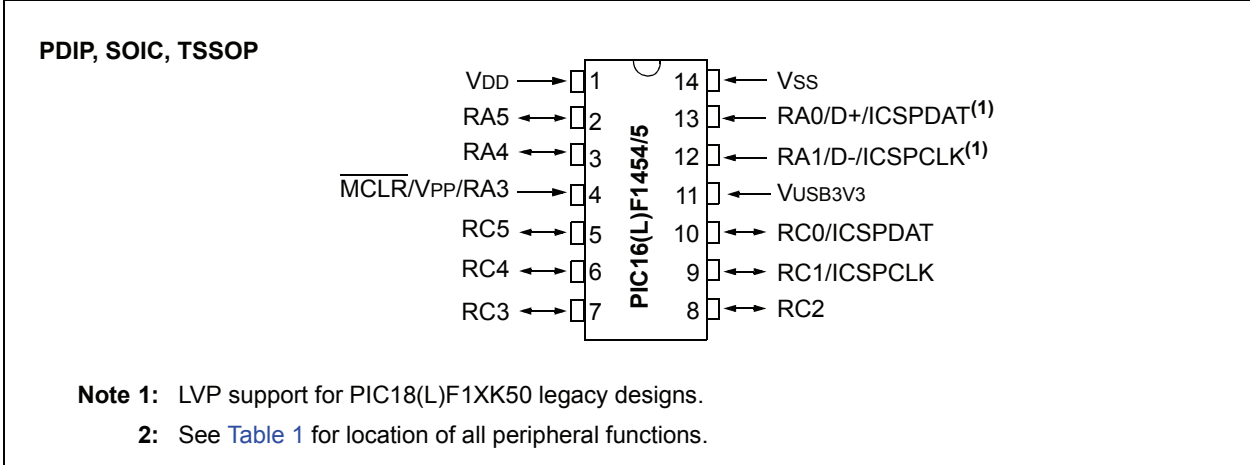 PDIP, SOIC, TSSOP
VDD 1 14 VSS
RA5 2 13 RA0/D+/ICSPDAT(1)
RA4 3 12 RA1/D-/ICSPCLK(1)
MCLR/VPP/RA3 4 11 VUSB3V3
RC5 5 10 RC0/ICSPDAT
RC4 6 9 RC1/ICSPCLK
RC3 7 8 RC2
PIC16(L)F1454/5
Note 1: LVP support for PIC18(L)F1XK50 legacy designs.
2: See Table 1 for location of all peripheral functions.